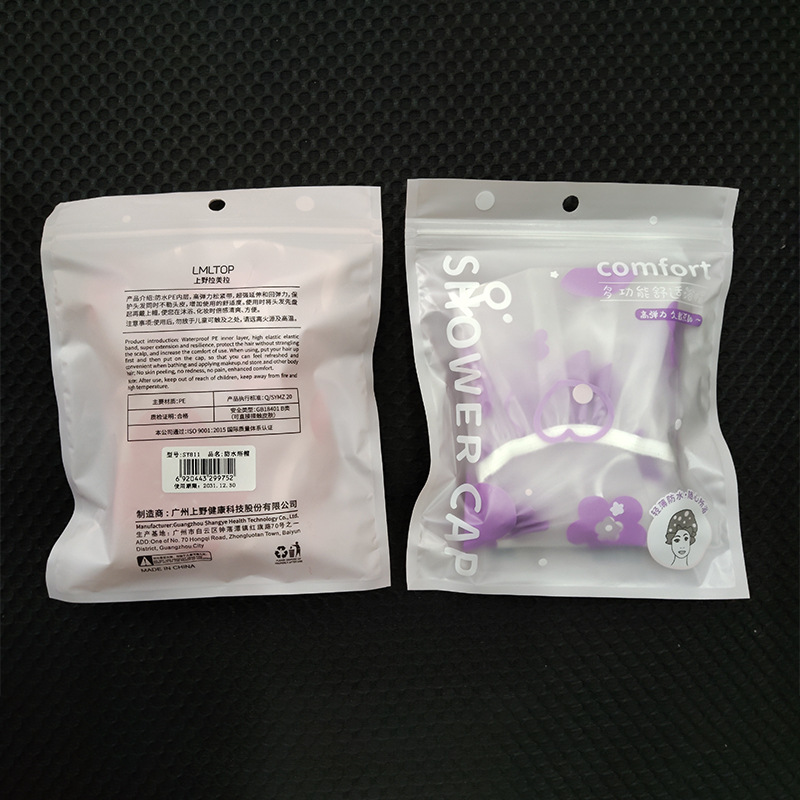 LMLTOP
上野拉美拉
产品介绍:防水PE内层,高弹力松紧带,超强延伸和回弹力,保
护头发同时不勒头皮,增加使用的舒适度,使用时将头发先盘
起再戴上帽,使您在沐浴、化妆时倍感清爽、方便。
注意事项:使用后,勿放于儿童可触及之处,请远离火源及高温。
Product introduction: Waterproof PE inner layer, high elastic elastic
band, super extension and resilience, protect the hair without strangling
the scalp, and increase the comfort of use. When using, put your hair up
first and then put on the cap, so that you can feel refreshed and
convenient when bathing and applying makeup.nd store.and other body
hair; No skin peeling, no redness, no pain, enhanced comfort.
After use, keep out of reach of children, keep away from fire and
high temperature.
主要材质:PE
产品执行标准: Q/SYMZ 20
质检证明:合格
安全类型: GB18401 B类
(可直接接触皮肤)
本公司通过:ISO 9001:2015 国际质量体系认证
型号:SY811 品名:防水浴帽
6 920443 299752
使用期限: 2031.12.30
制造商:广州上野健康科技股份有限公司
Manufacturer:Guangzhou Shangye Health Technology Co., Ltd.
生产基地:广州市白云区钟落潭镇红旗路70号之一
ADD:One of No. 70 Hongqi Road, Zhongluotan Town, Baiyun
District, Guangzhou City
MADE IN CHINA
SHOWER CAP
comfort
多功能舒适浴帽
高弹力
轻薄防水